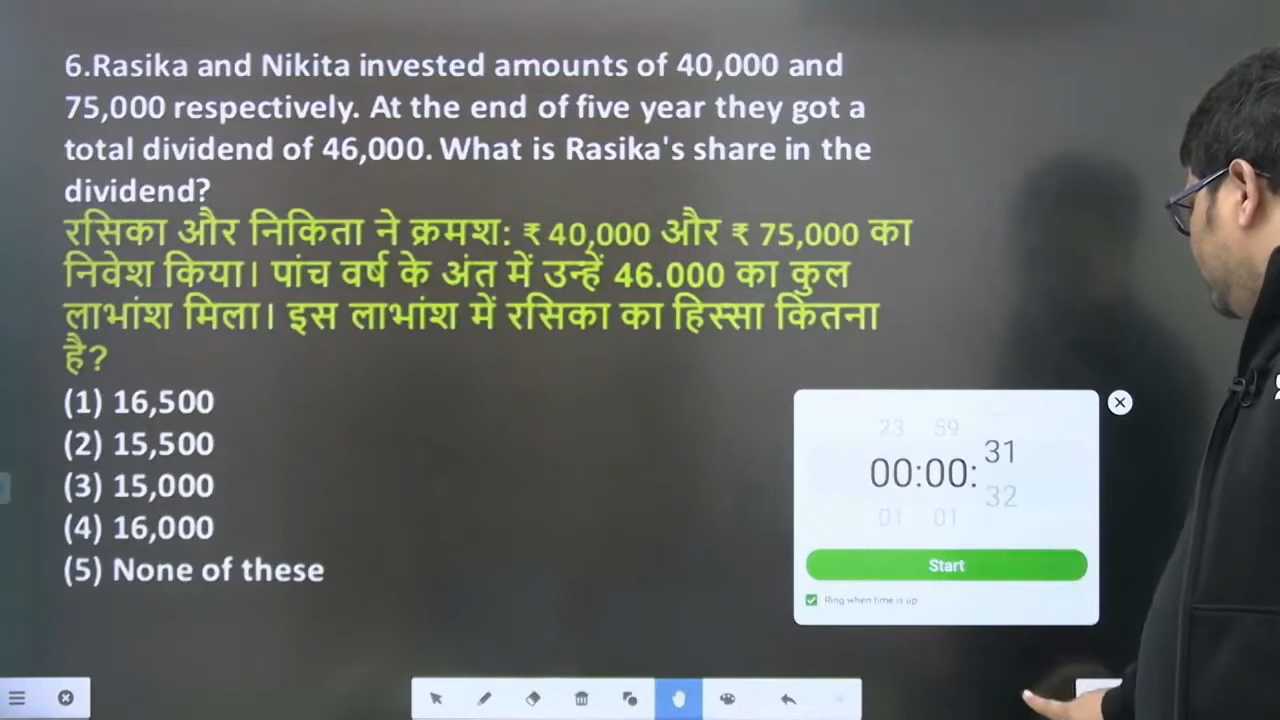 6.Rasika and Nikita invested amounts of 40,000 and
75,000 respectively. At the end of five year they got a
total dividend of 46,000. What is Rasika's share in the
dividend?
रसिका और निकिता ने क्रमश: ₹ 40,000 और ₹ 75,000 का
निवेश किया। पांच वर्ष के अंत में उन्हें 46.000 का कुल
लाभांश मिला। इस लाभांश में रसिका का हिस्सा कितना
है?
(1) 16,500
(2) 15,500
(3) 15,000
(4) 16,000
(5) None of these
23 59
31
00:00:
32
01 01
Start
Ring when time is up